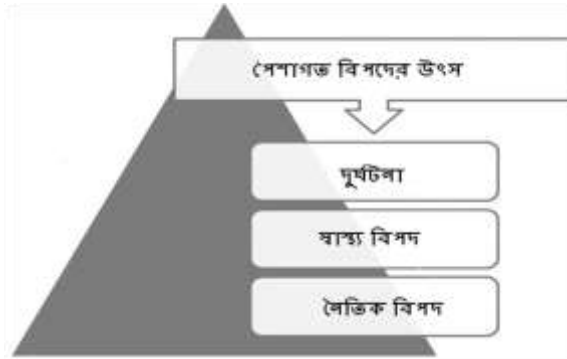 পেশাগত বিপদের উৎস
দুর্ঘটনা
স্বাস্থ্য বিপদ
নৈতিক বিপদ